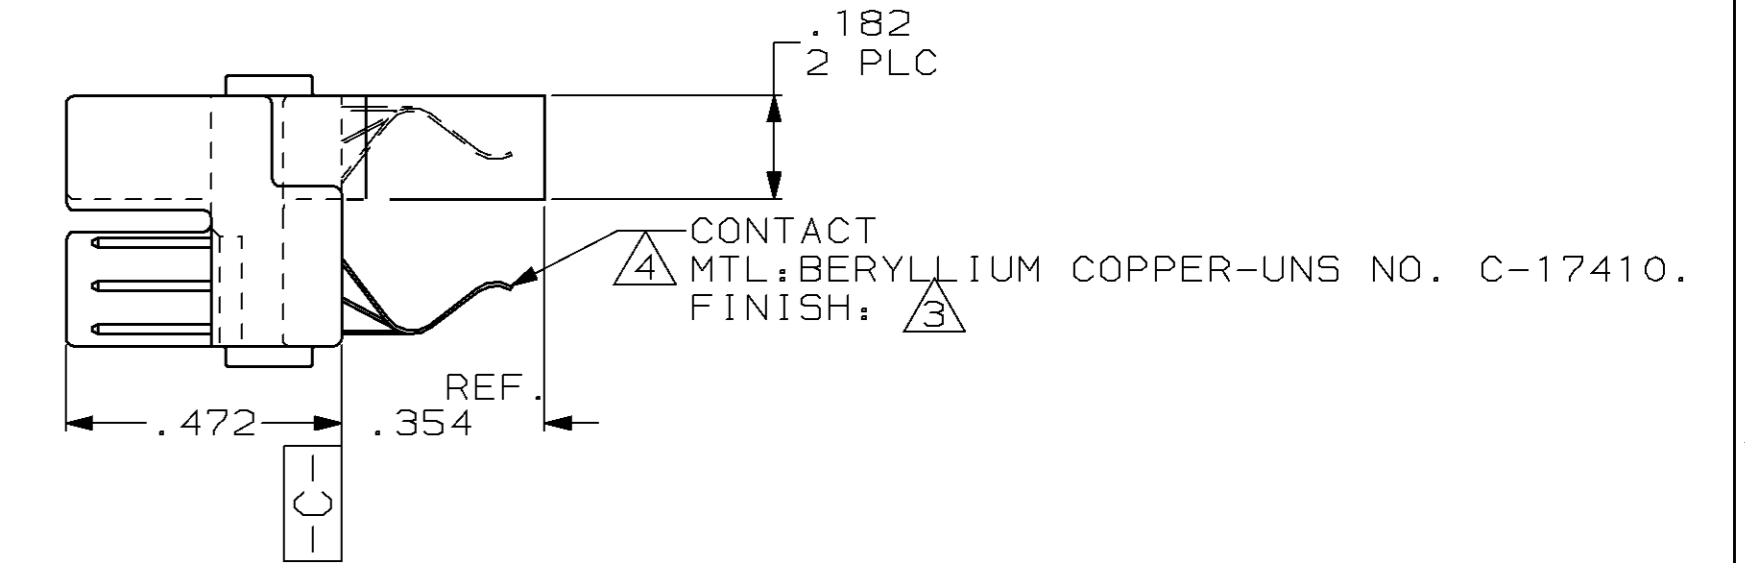 .182
2 PLC
CONTACT
4 MTL:BERYLLIUM COPPER-UNS NO. C-17410.
FINISH: 3
REF.
.472 .354
-C-